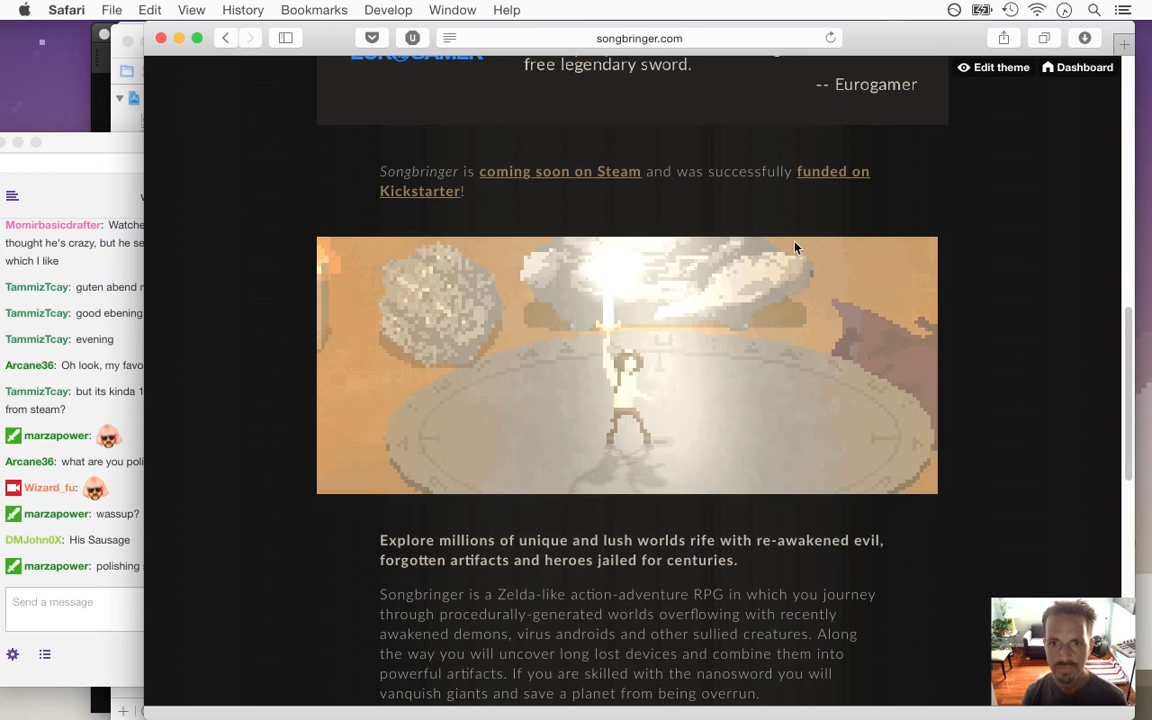 Safari File Edit View History Bookmarks Develop Window Help
songbringer.com
Edit theme Dashboard
EUROGAMER
free legendary sword.
-- Eurogamer
Songbringer is coming soon on Steam and was successfully funded on
Kickstarter!
Explore millions of unique and lush worlds rife with re-awakened evil,
forgotten artifacts and heroes jailed for centuries.
Songbringer is a Zelda-like action-adventure RPG in which you journey
through procedurally-generated worlds overflowing with recently
awakened demons, virus androids and other sullied creatures. Along
the way you will uncover long lost devices and combine them into
powerful artifacts. If you are skilled with the nanosword you will
vanquish giants and save a planet from being overrun.
Momirbasicdrafter: Watche
thought he's crazy, but he se
which I like
TammizTcay: guten abend
TammizTcay: good ebening
TammizTcay: evening
Arcane36: Oh look, my favo
TammizTcay: but its kinda 1
from steam?
marzapower:
Arcane36: what are you poli
Wizard_fu:
marzapower: wassup?
DMJohn0X: His Sausage
marzapower: polishing
Send a message